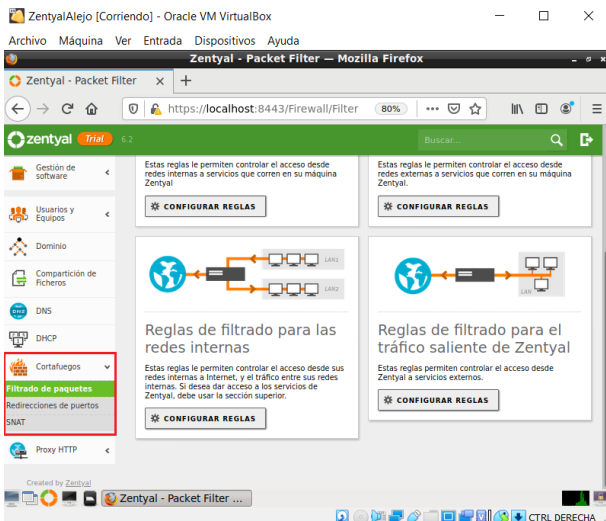 ZentyalAlejo [Corriendo] - Oracle VM VirtualBox
Archivo Máquina Ver Entrada Dispositivos Ayuda
Zentyal - Packet Filter — Mozilla Firefox
Zentyal - Packet Filter
https://localhost:8443/Firewall/Filter 80%
zentyal Trial 6.2 Buscar...
Gestión de software
Usuarios y Equipos
Dominio
Compartición de Ficheros
DNS
DHCP
Cortafuegos
Filtrado de paquetes
Redirecciones de puertos
SNAT
Proxy HTTP
Created by Zentyal
Estas reglas le permiten controlar el acceso desde
redes internas a servicios que corren en su máquina
Zentyal
CONFIGURAR REGLAS
Estas reglas le permiten controlar el acceso desde
redes externas a servicios que corren en su máquina
Zentyal.
CONFIGURAR REGLAS
LAN1
LAN2
Reglas de filtrado para las
redes internas
Estas reglas le permiten controlar el acceso desde sus
redes internas a Internet, y el tráfico entre sus redes
internas. Si desea dar acceso a los servicios de
Zentyal, debe usar la sección superior.
CONFIGURAR REGLAS
LAN
Reglas de filtrado para el
tráfico saliente de Zentyal
Estas reglas permiten controlar el acceso desde
Zentyal a servicios externos.
CONFIGURAR REGLAS
Zentyal - Packet Filter ...
CTRL DERECHA